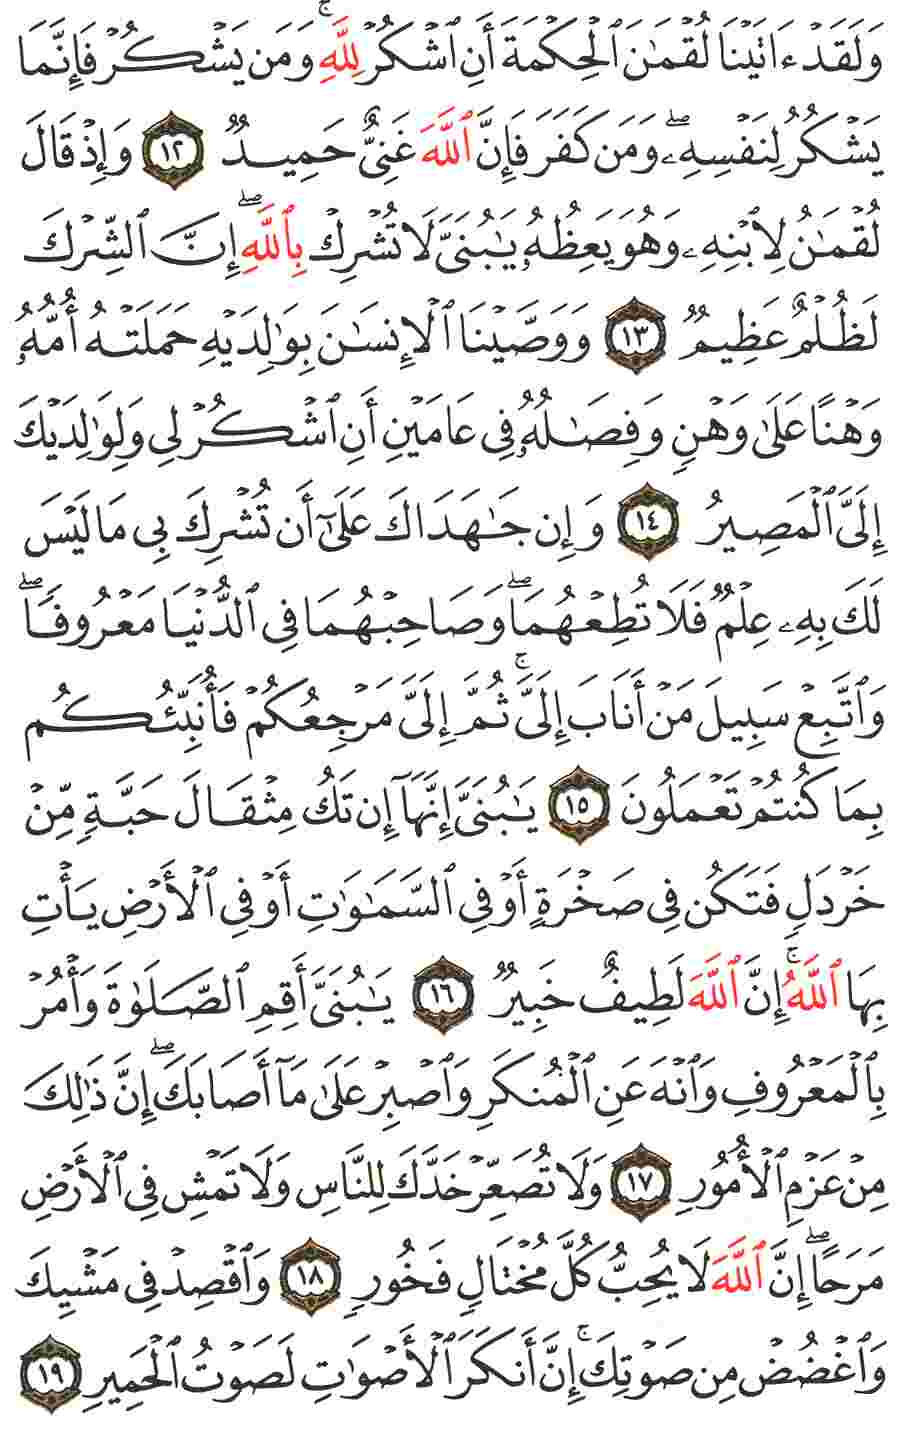 وَلَقَدْ ءَاتَيْنَا لُقْمَٰنَ ٱلْحِكْمَةَ أَنِ ٱشْكُرْ لِلَّهِ ۚ وَمَن يَشْكُرْ فَإِنَّمَا
يَشْكُرُ لِنَفْسِهِۦ ۖ وَمَن كَفَرَ فَإِنَّ ٱللَّهَ غَنِىٌّ حَمِيدٌ ١٢ وَإِذْ قَالَ
لُقْمَٰنُ لِٱبْنِهِۦ وَهُوَ يَعِظُهُۥ يَٰبُنَىَّ لَا تُشْرِكْ بِٱللَّهِ ۖ إِنَّ ٱلشِّرْكَ
لَظُلْمٌ عَظِيمٌ ١٣ وَوَصَّيْنَا ٱلْإِنسَٰنَ بِوَٰلِدَيْهِ حَمَلَتْهُ أُمُّهُۥ
وَهْنًا عَلَىٰ وَهْنٍ وَفِصَٰلُهُۥ فِى عَامَيْنِ أَنِ ٱشْكُرْ لِى وَلِوَٰلِدَيْكَ
إِلَىَّ ٱلْمَصِيرُ ١٤ وَإِن جَٰهَدَاكَ عَلَىٰٓ أَن تُشْرِكَ بِى مَا لَيْسَ
لَكَ بِهِۦ عِلْمٌ فَلَا تُطِعْهُمَا ۖ وَصَاحِبْهُمَا فِى ٱلدُّنْيَا مَعْرُوفًا ۖ
وَٱتَّبِعْ سَبِيلَ مَنْ أَنَابَ إِلَىَّ ۚ ثُمَّ إِلَىَّ مَرْجِعُكُمْ فَأُنَبِّئُكُم
بِمَا كُنتُمْ تَعْمَلُونَ ١٥ يَٰبُنَىَّ إِنَّهَآ إِن تَكُ مِثْقَالَ حَبَّةٍ مِّنْ
خَرْدَلٍ فَتَكُن فِى صَخْرَةٍ أَوْ فِى ٱلسَّمَٰوَٰتِ أَوْ فِى ٱلْأَرْضِ يَأْتِ
بِهَا ٱللَّهُ ۚ إِنَّ ٱللَّهَ لَطِيفٌ خَبِيرٌ ١٦ يَٰبُنَىَّ أَقِمِ ٱلصَّلَوٰةَ وَأْمُرْ
بِٱلْمَعْرُوفِ وَٱنْهَ عَنِ ٱلْمُنكَرِ وَٱصْبِرْ عَلَىٰ مَآ أَصَابَكَ ۖ إِنَّ ذَٰلِكَ
مِنْ عَزْمِ ٱلْأُمُورِ ١٧ وَلَا تُصَعِّرْ خَدَّكَ لِلنَّاسِ وَلَا تَمْشِ فِى ٱلْأَرْضِ
مَرَحًا ۖ إِنَّ ٱللَّهَ لَا يُحِبُّ كُلَّ مُخْتَالٍ فَخُورٍ ١٨ وَٱقْصِدْ فِى مَشْيِكَ
وَٱغْضُضْ مِن صَوْتِكَ ۚ إِنَّ أَنكَرَ ٱلْأَصْوَٰتِ لَصَوْتُ ٱلْحَمِيرِ ١٩